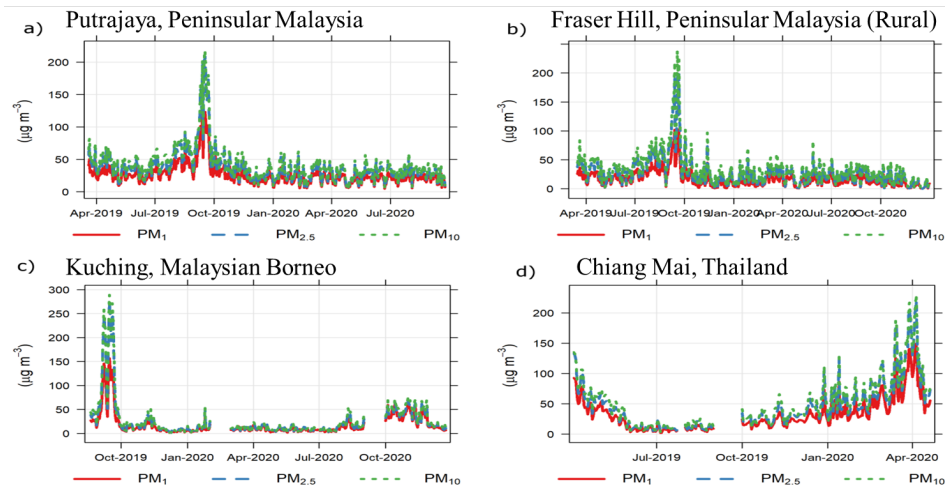 a) Putrajaya, Peninsular Malaysia
(µg m⁻³)
200
150
100
50
0
Apr-2019 Jul-2019 Oct-2019 Jan-2020 Apr-2020 Jul-2020
PM₁ PM₂.₅ PM₁₀
b) Fraser Hill, Peninsular Malaysia (Rural)
(µg m⁻³)
200
150
100
50
0
Apr-2019 Jul-2019 Oct-2019 Jan-2020 Apr-2020 Jul-2020 Oct-2020
PM₁ PM₂.₅ PM₁₀
c) Kuching, Malaysian Borneo
(µg m⁻³)
300
250
200
150
100
50
0
Oct-2019 Jan-2020 Apr-2020 Jul-2020 Oct-2020
PM₁ PM₂.₅ PM₁₀
d) Chiang Mai, Thailand
(µg m⁻³)
200
150
100
50
0
Jul-2019 Oct-2019 Jan-2020 Apr-2020
PM₁ PM₂.₅ PM₁₀